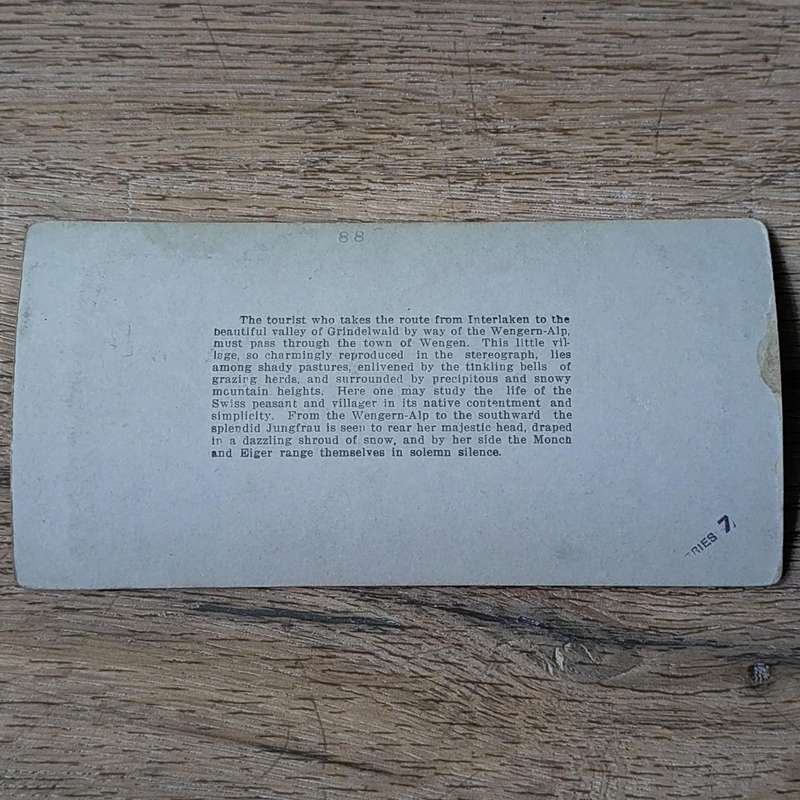 88
The tourist who takes the route from Interlaken to the
beautiful valley of Grindelwald by way of the Wengern-Alp,
must pass through the town of Wengen. This little vil-
lage, so charmingly reproduced in the stereograph, lies
among shady pastures, enlivened by the tinkling bells of
grazing herds, and surrounded by precipitous and snowy
mountain heights. Here one may study the life of the
Swiss peasant and villager in its native contentment and
simplicity. From the Wengern-Alp to the southward the
splendid Jungfrau is seen to rear her majestic head, draped
in a dazzling shroud of snow, and by her side the Monch
and Eiger range themselves in solemn silence.
RIES 7